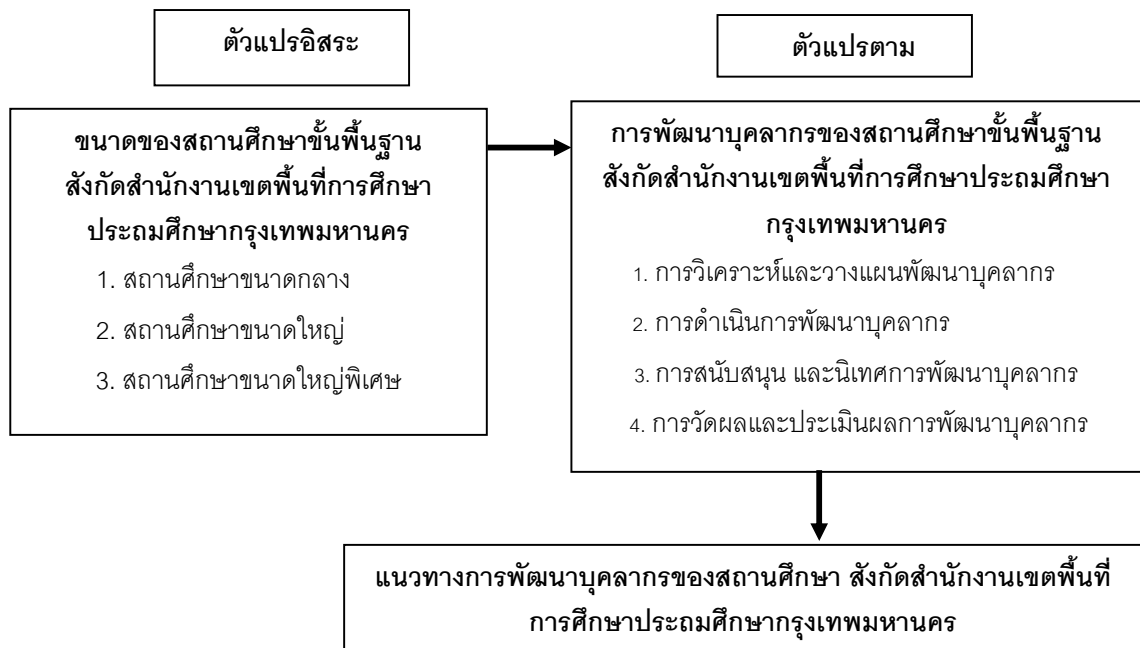 ตัวแปรอิสระ
ตัวแปรตาม
ขนาดของสถานศึกษาขั้นพื้นฐาน
สังกัดสำนักงานเขตพื้นที่การศึกษา
ประถมศึกษากรุงเทพมหานคร
1. สถานศึกษาขนาดกลาง
2. สถานศึกษาขนาดใหญ่
3. สถานศึกษาขนาดใหญ่พิเศษ
การพัฒนาบุคลากรของสถานศึกษาขั้นพื้นฐาน
สังกัดสำนักงานเขตพื้นที่การศึกษาประถมศึกษา
กรุงเทพมหานคร
1. การวิเคราะห์และวางแผนพัฒนาบุคลากร
2. การดำเนินการพัฒนาบุคลากร
3. การสนับสนุน และนิเทศการพัฒนาบุคลากร
4. การวัดผลและประเมินผลการพัฒนาบุคลากร
แนวทางการพัฒนาบุคลากรของสถานศึกษา สังกัดสำนักงานเขตพื้นที่
การศึกษาประถมศึกษากรุงเทพมหานคร